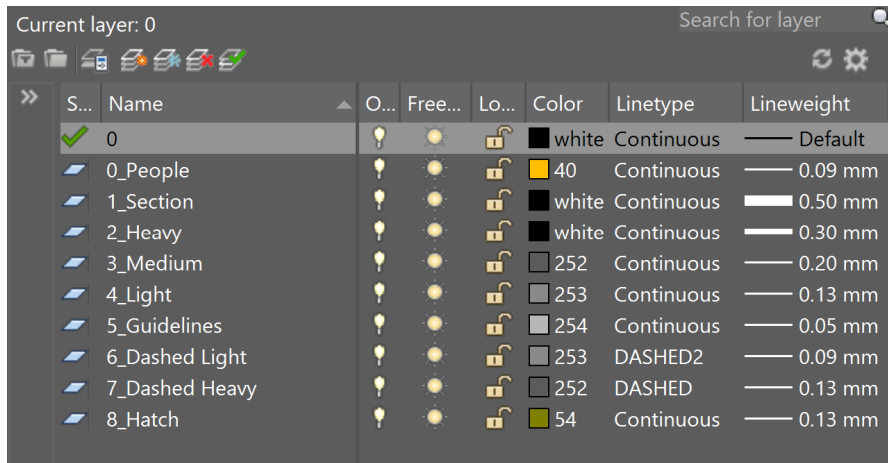 Current layer: 0 Search for layer
S... Name O... Free... Lo... Color Linetype Lineweight
0 white Continuous Default
0_People 40 Continuous 0.09 mm
1_Section white Continuous 0.50 mm
2_Heavy white Continuous 0.30 mm
3_Medium 252 Continuous 0.20 mm
4_Light 253 Continuous 0.13 mm
5_Guidelines 254 Continuous 0.05 mm
6_Dashed Light 253 DASHED2 0.09 mm
7_Dashed Heavy 252 DASHED 0.13 mm
8_Hatch 54 Continuous 0.13 mm